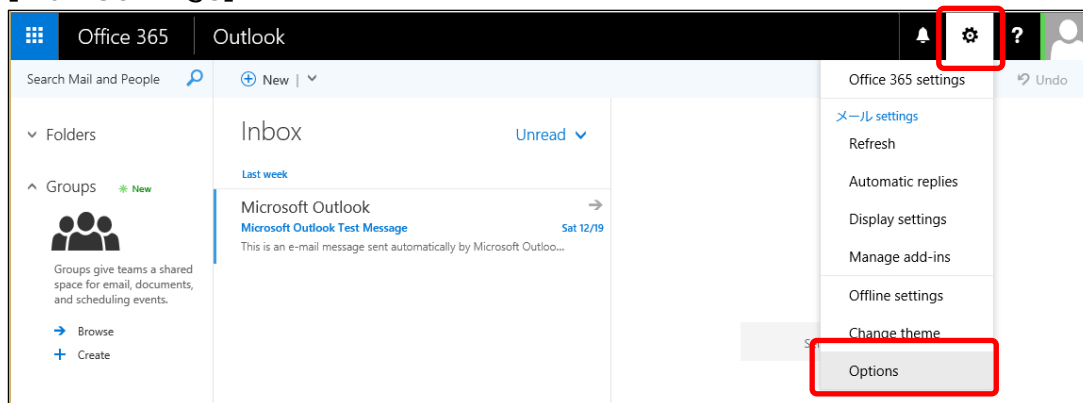 Office 365 Outlook ?
Search Mail and People New Office 365 settings Undo
メール settings
Folders Inbox Unread Refresh
Last week
Automatic replies
Groups New
Microsoft Outlook
Display settings
Microsoft Outlook Test Message Sat 12/19
This is an e-mail message sent automatically by Microsoft Outloo...
Manage add-ins
Groups give teams a shared
space for email, documents,
and scheduling events.
Offline settings
Browse
Change theme
Create
Options